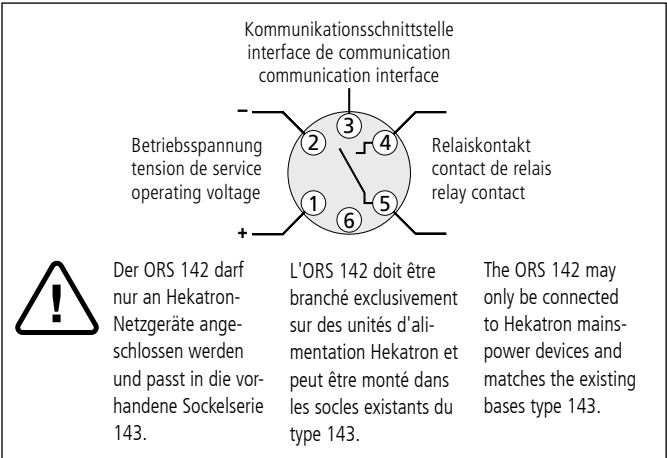 Kommunikationsschnittstelle
interface de communication
communication interface
–
2
3
4
Betriebsspannung
tension de service
operating voltage
Relaiskontakt
contact de relais
relay contact
1
6
5
+
!
Der ORS 142 darf
nur an Hekatron-
Netzgeräte ange-
schlossen werden
und passt in die vor-
handene Sockelserie
143.
L'ORS 142 doit être
branché exclusivement
sur des unités d'ali-
mentation Hekatron et
peut être monté dans
les socles existants du
type 143.
The ORS 142 may
only be connected
to Hekatron mains-
power devices and
matches the existing
bases type 143.